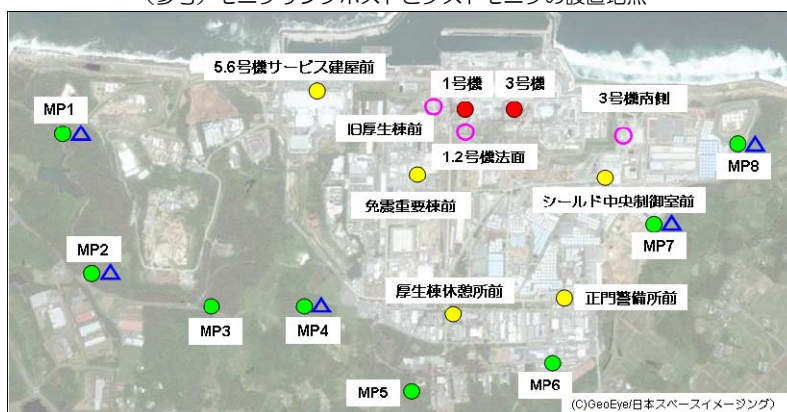 (参考)モニタリングポストとダストモニタの設置地点
5.6号機サービス建屋前
1号機
3号機
MP1
旧厚生棟前
3号機南側
1.2号機法面
MP8
免震重要棟前
シールド中央制御室前
MP7
MP2
厚生棟休憩所前
正門警備所前
MP3
MP4
MP6
MP5
(C)GeoEye/日本スペースイメージング)